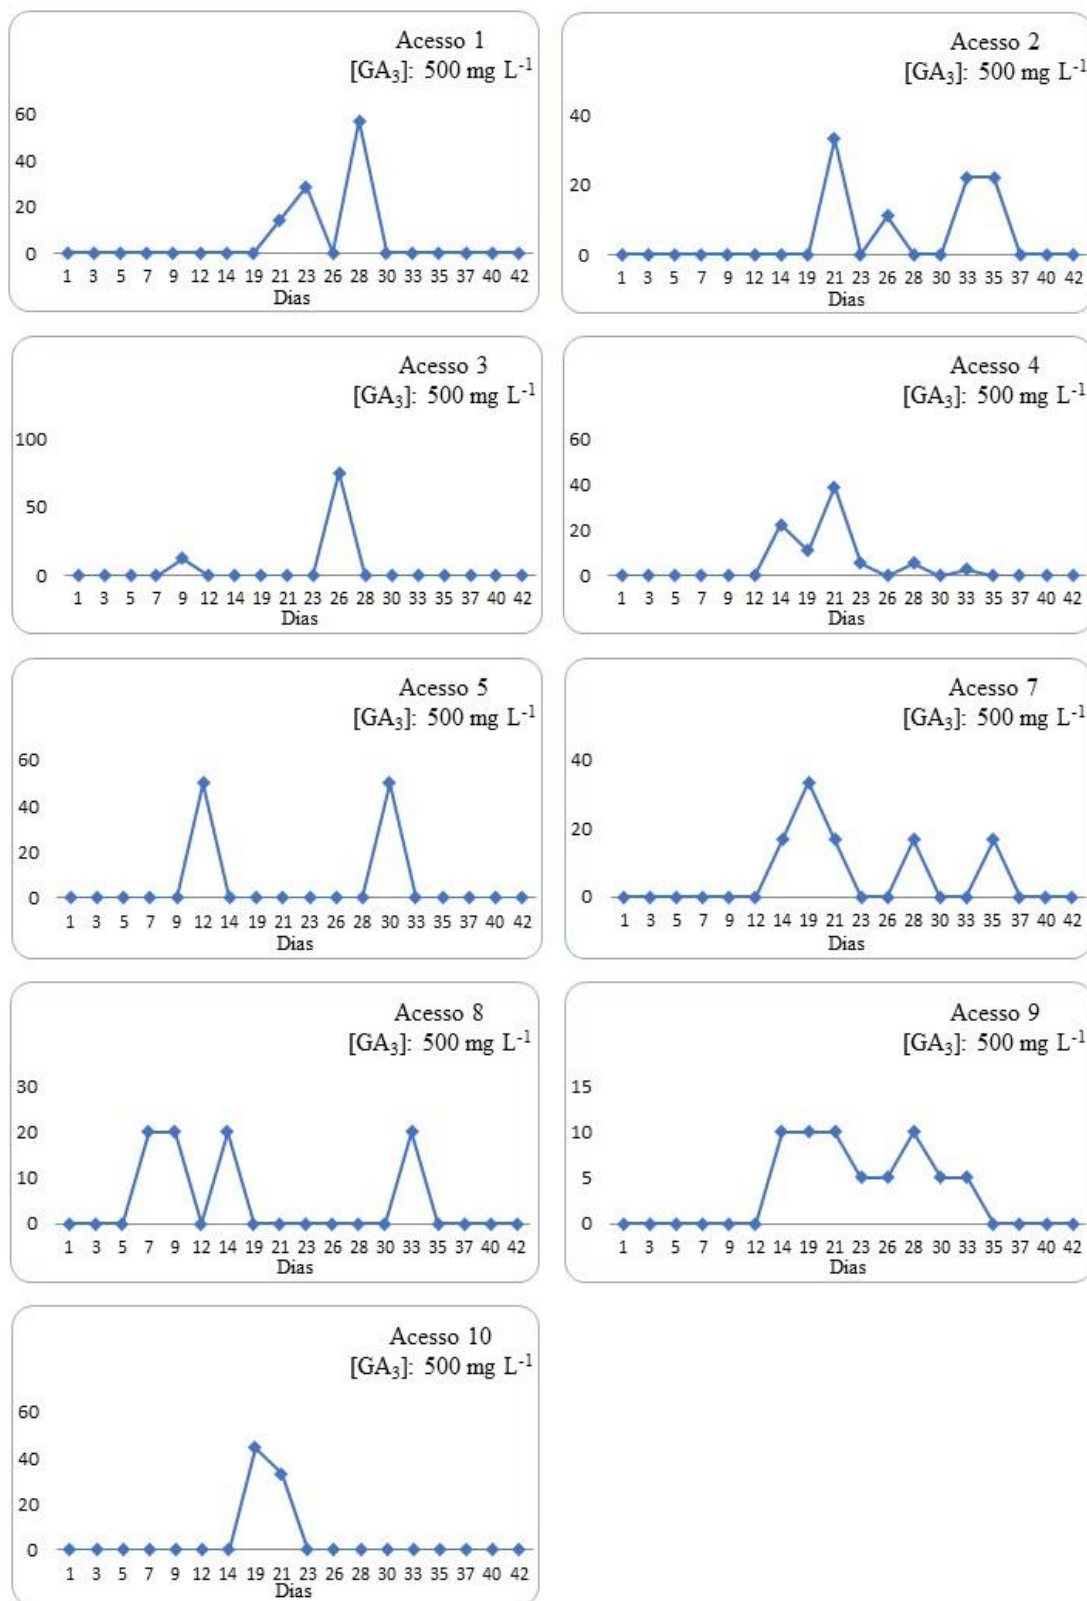 Acesso 1
[GA₃]: 500 mg L⁻¹
60
40
20
0
1 3 5 7 9 12 14 19 21 23 26 28 30 33 35 37 40 42
Dias
Acesso 2
[GA₃]: 500 mg L⁻¹
40
20
0
1 3 5 7 9 12 14 19 21 23 26 28 30 33 35 37 40 42
Dias
Acesso 3
[GA₃]: 500 mg L⁻¹
100
50
0
1 3 5 7 9 12 14 19 21 23 26 28 30 33 35 37 40 42
Dias
Acesso 4
[GA₃]: 500 mg L⁻¹
60
40
20
0
1 3 5 7 9 12 14 19 21 23 26 28 30 33 35 37 40 42
Dias
Acesso 5
[GA₃]: 500 mg L⁻¹
60
40
20
0
1 3 5 7 9 12 14 19 21 23 26 28 30 33 35 37 40 42
Dias
Acesso 7
[GA₃]: 500 mg L⁻¹
40
20
0
1 3 5 7 9 12 14 19 21 23 26 28 30 33 35 37 40 42
Dias
Acesso 8
[GA₃]: 500 mg L⁻¹
30
20
10
0
1 3 5 7 9 12 14 19 21 23 26 28 30 33 35 37 40 42
Dias
Acesso 9
[GA₃]: 500 mg L⁻¹
15
10
5
0
1 3 5 7 9 12 14 19 21 23 26 28 30 33 35 37 40 42
Dias
Acesso 10
[GA₃]: 500 mg L⁻¹
60
40
20
0
1 3 5 7 9 12 14 19 21 23 26 28 30 33 35 37 40 42
Dias